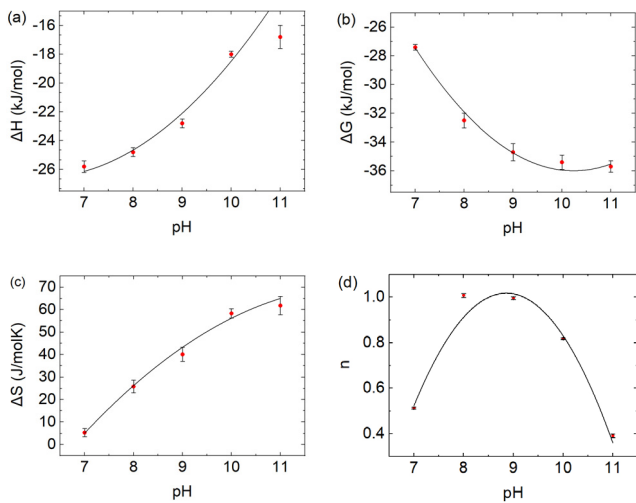 (a)
ΔH (kJ/mol)
-16
-18
-20
-22
-24
-26
7 8 9 10 11
pH
(b)
ΔG (kJ/mol)
-26
-28
-30
-32
-34
-36
7 8 9 10 11
pH
(c)
ΔS (J/molK)
70
60
50
40
30
20
10
0
7 8 9 10 11
pH
(d)
n
1.0
0.8
0.6
0.4
7 8 9 10 11
pH